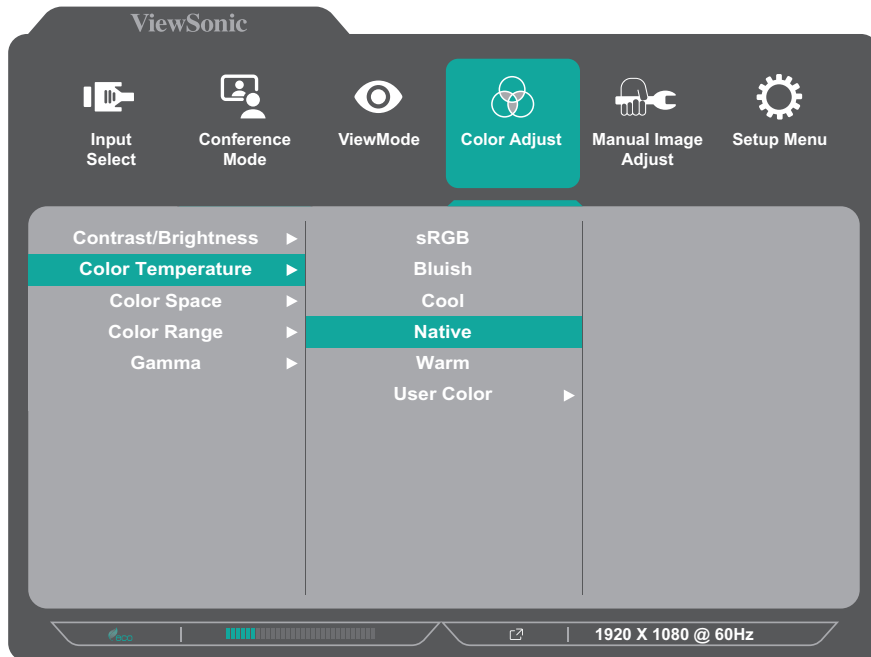 ViewSonic
Input
Select
Conference
Mode
ViewMode
Color Adjust
Manual Image
Adjust
Setup Menu
Contrast/Brightness
Color Temperature
Color Space
Color Range
Gamma
sRGB
Bluish
Cool
Native
Warm
User Color
eco
1920 X 1080 @ 60Hz